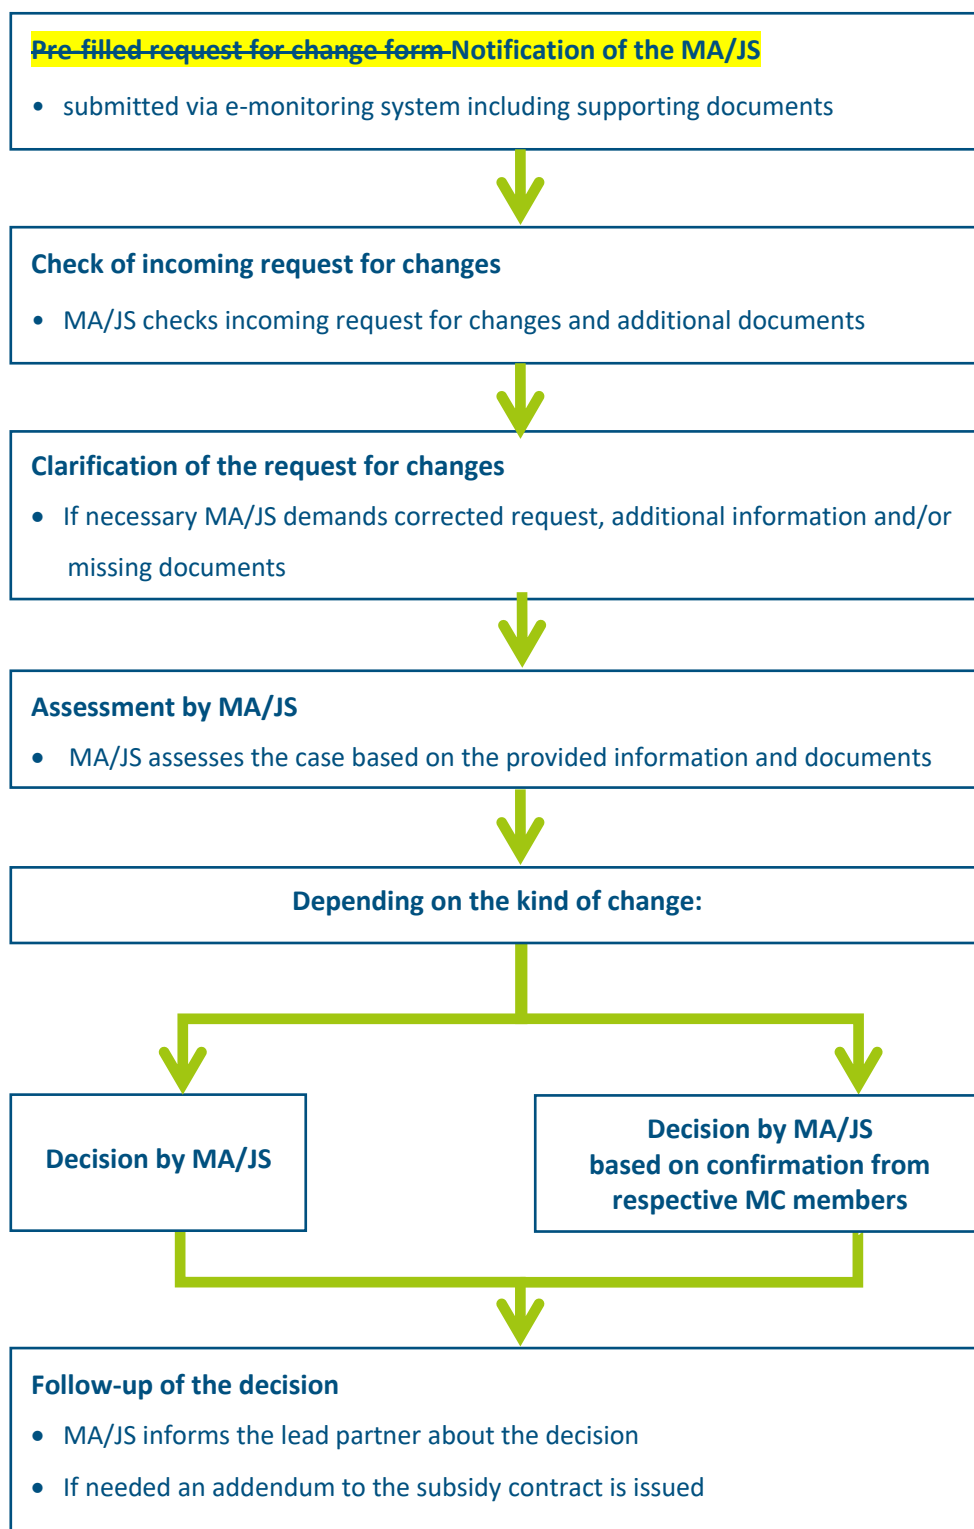 Pre-filled request for change form Notification of the MA/JS
• submitted via e-monitoring system including supporting documents
Check of incoming request for changes
• MA/JS checks incoming request for changes and additional documents
Clarification of the request for changes
• If necessary MA/JS demands corrected request, additional information and/or
missing documents
Assessment by MA/JS
• MA/JS assesses the case based on the provided information and documents
Depending on the kind of change:
Decision by MA/JS
Decision by MA/JS
based on confirmation from
respective MC members
Follow-up of the decision
• MA/JS informs the lead partner about the decision
• If needed an addendum to the subsidy contract is issued